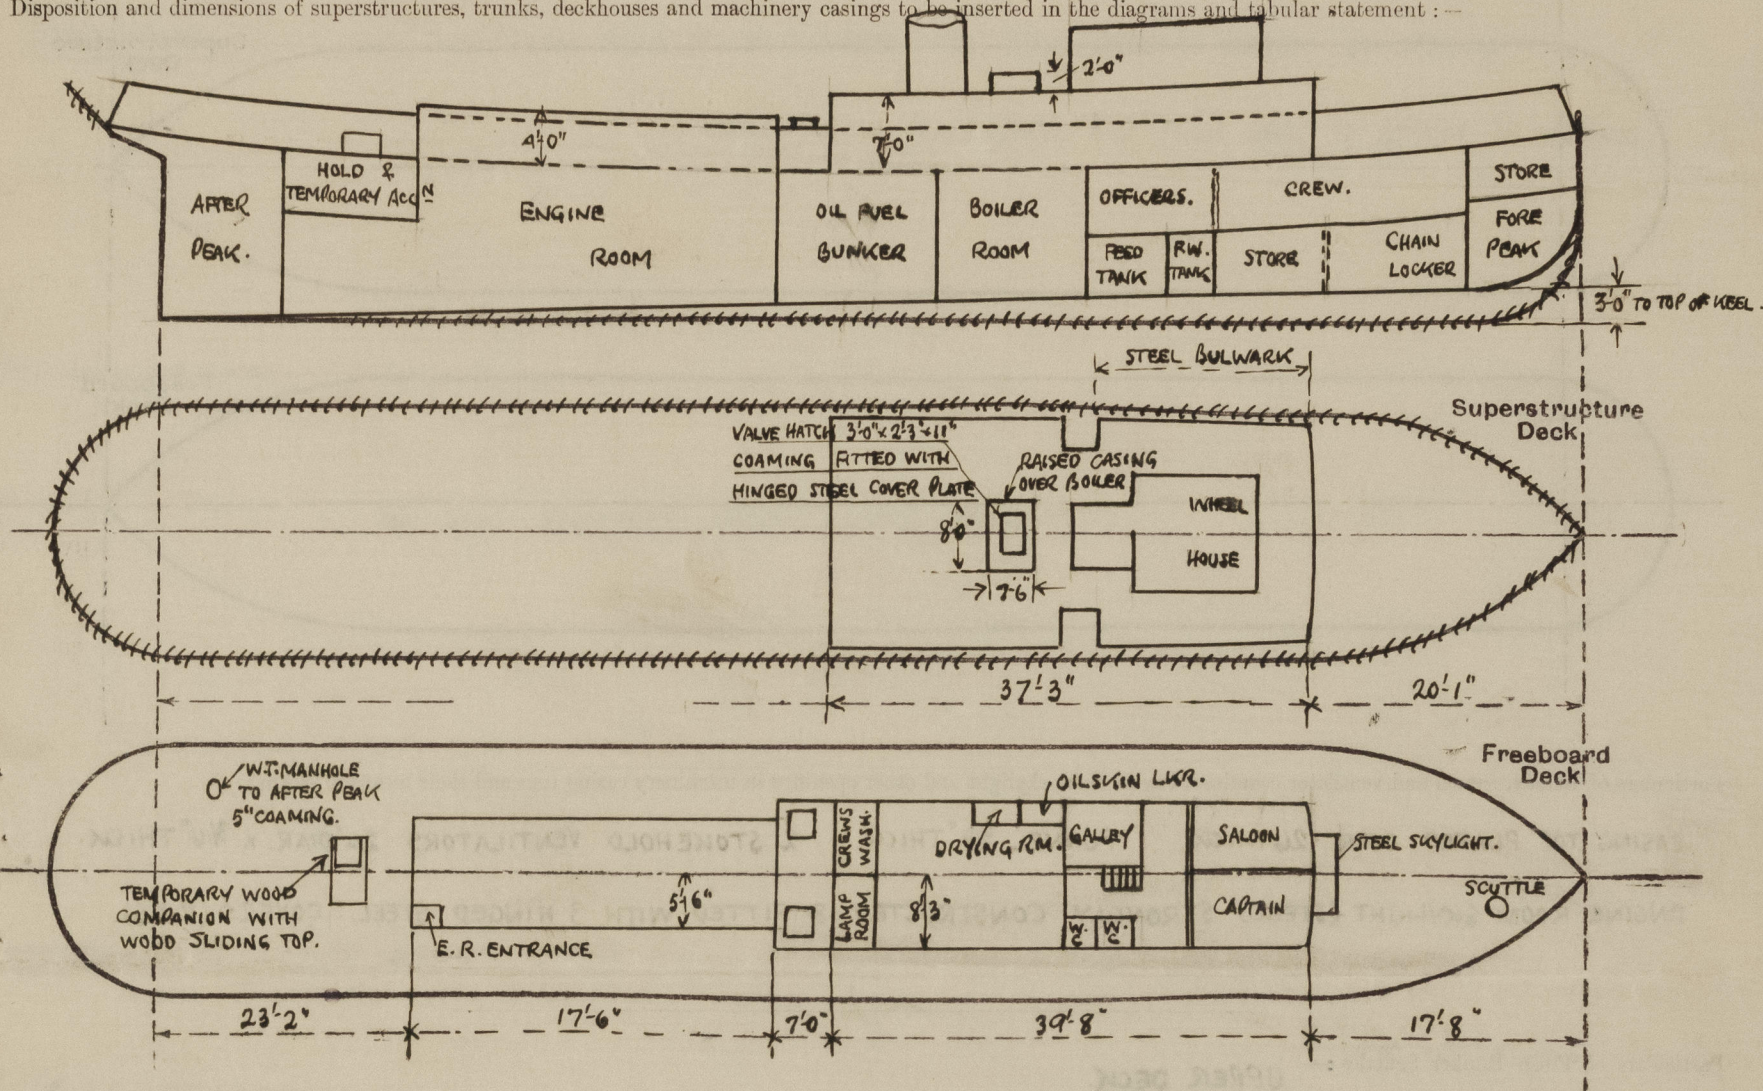 Disposition and dimensions of superstructures, trunks, deckhouses and machinery casings to be inserted in the diagrams and tabular statement : —
2'-0"
4'-0"
7'-0"
HOLD &
TEMPORARY ACCN
AFTER
PEAK.
ENGINE
ROOM
OIL FUEL
BUNKER
BOILER
ROOM
OFFICERS.
CREW.
STORE
FEED
TANK
R.W.
TANK
STORE
CHAIN
LOCKER
FORE
PEAK
3'-0" TO TOP OF KEEL.
STEEL BULWARK
Superstructure
Deck
VALVE HATCH 3'-0" x 2'-3" x 11"
COAMING FITTED WITH
HINGED STEEL COVER PLATE
RAISED CASING
OVER BOILER
8'-0"
WHEEL
HOUSE
37'-3"
20'-1"
Freeboard
Deck
W.T. MANHOLE
TO AFTER PEAK
5" COAMING.
OILSKIN LKR.
CREWS
WASH.
DRYING RM.
GALLEY
SALOON
STEEL SKYLIGHT.
TEMPORARY WOOD
COMPANION WITH
WOOD SLIDING TOP.
5'-6"
LAMP
ROOM
8'-3"
W.C
W.C
CAPTAIN
SCUTTLE
E.R. ENTRANCE
23'-2"
17'-6"
7'-0"
39'-8"
17'-8"
UPPER DECK